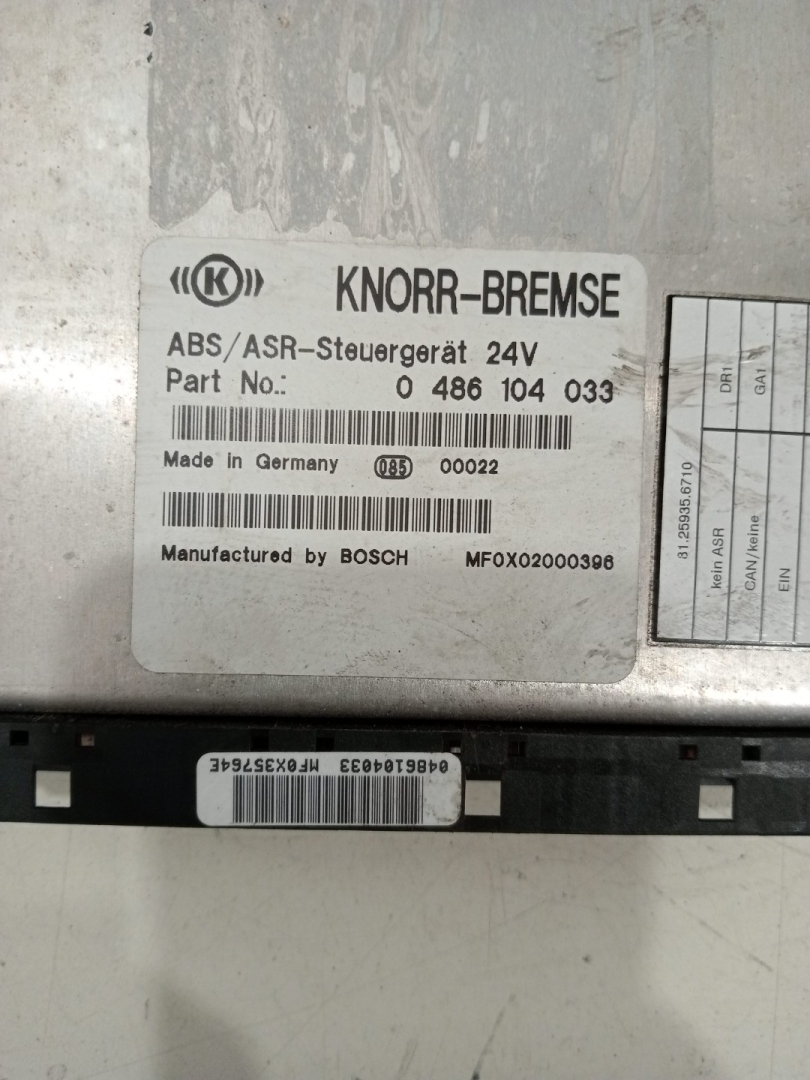 K KNORR-BREMSE
ABS/ASR-Steuergerät 24V
Part No.: 0 486 104 033
Made in Germany 085 00022
Manufactured by BOSCH MF0X02000396
81.25935.6710
kein ASR DR1
CAN/keine GA1
EIN
0486104033 MF0X35764E